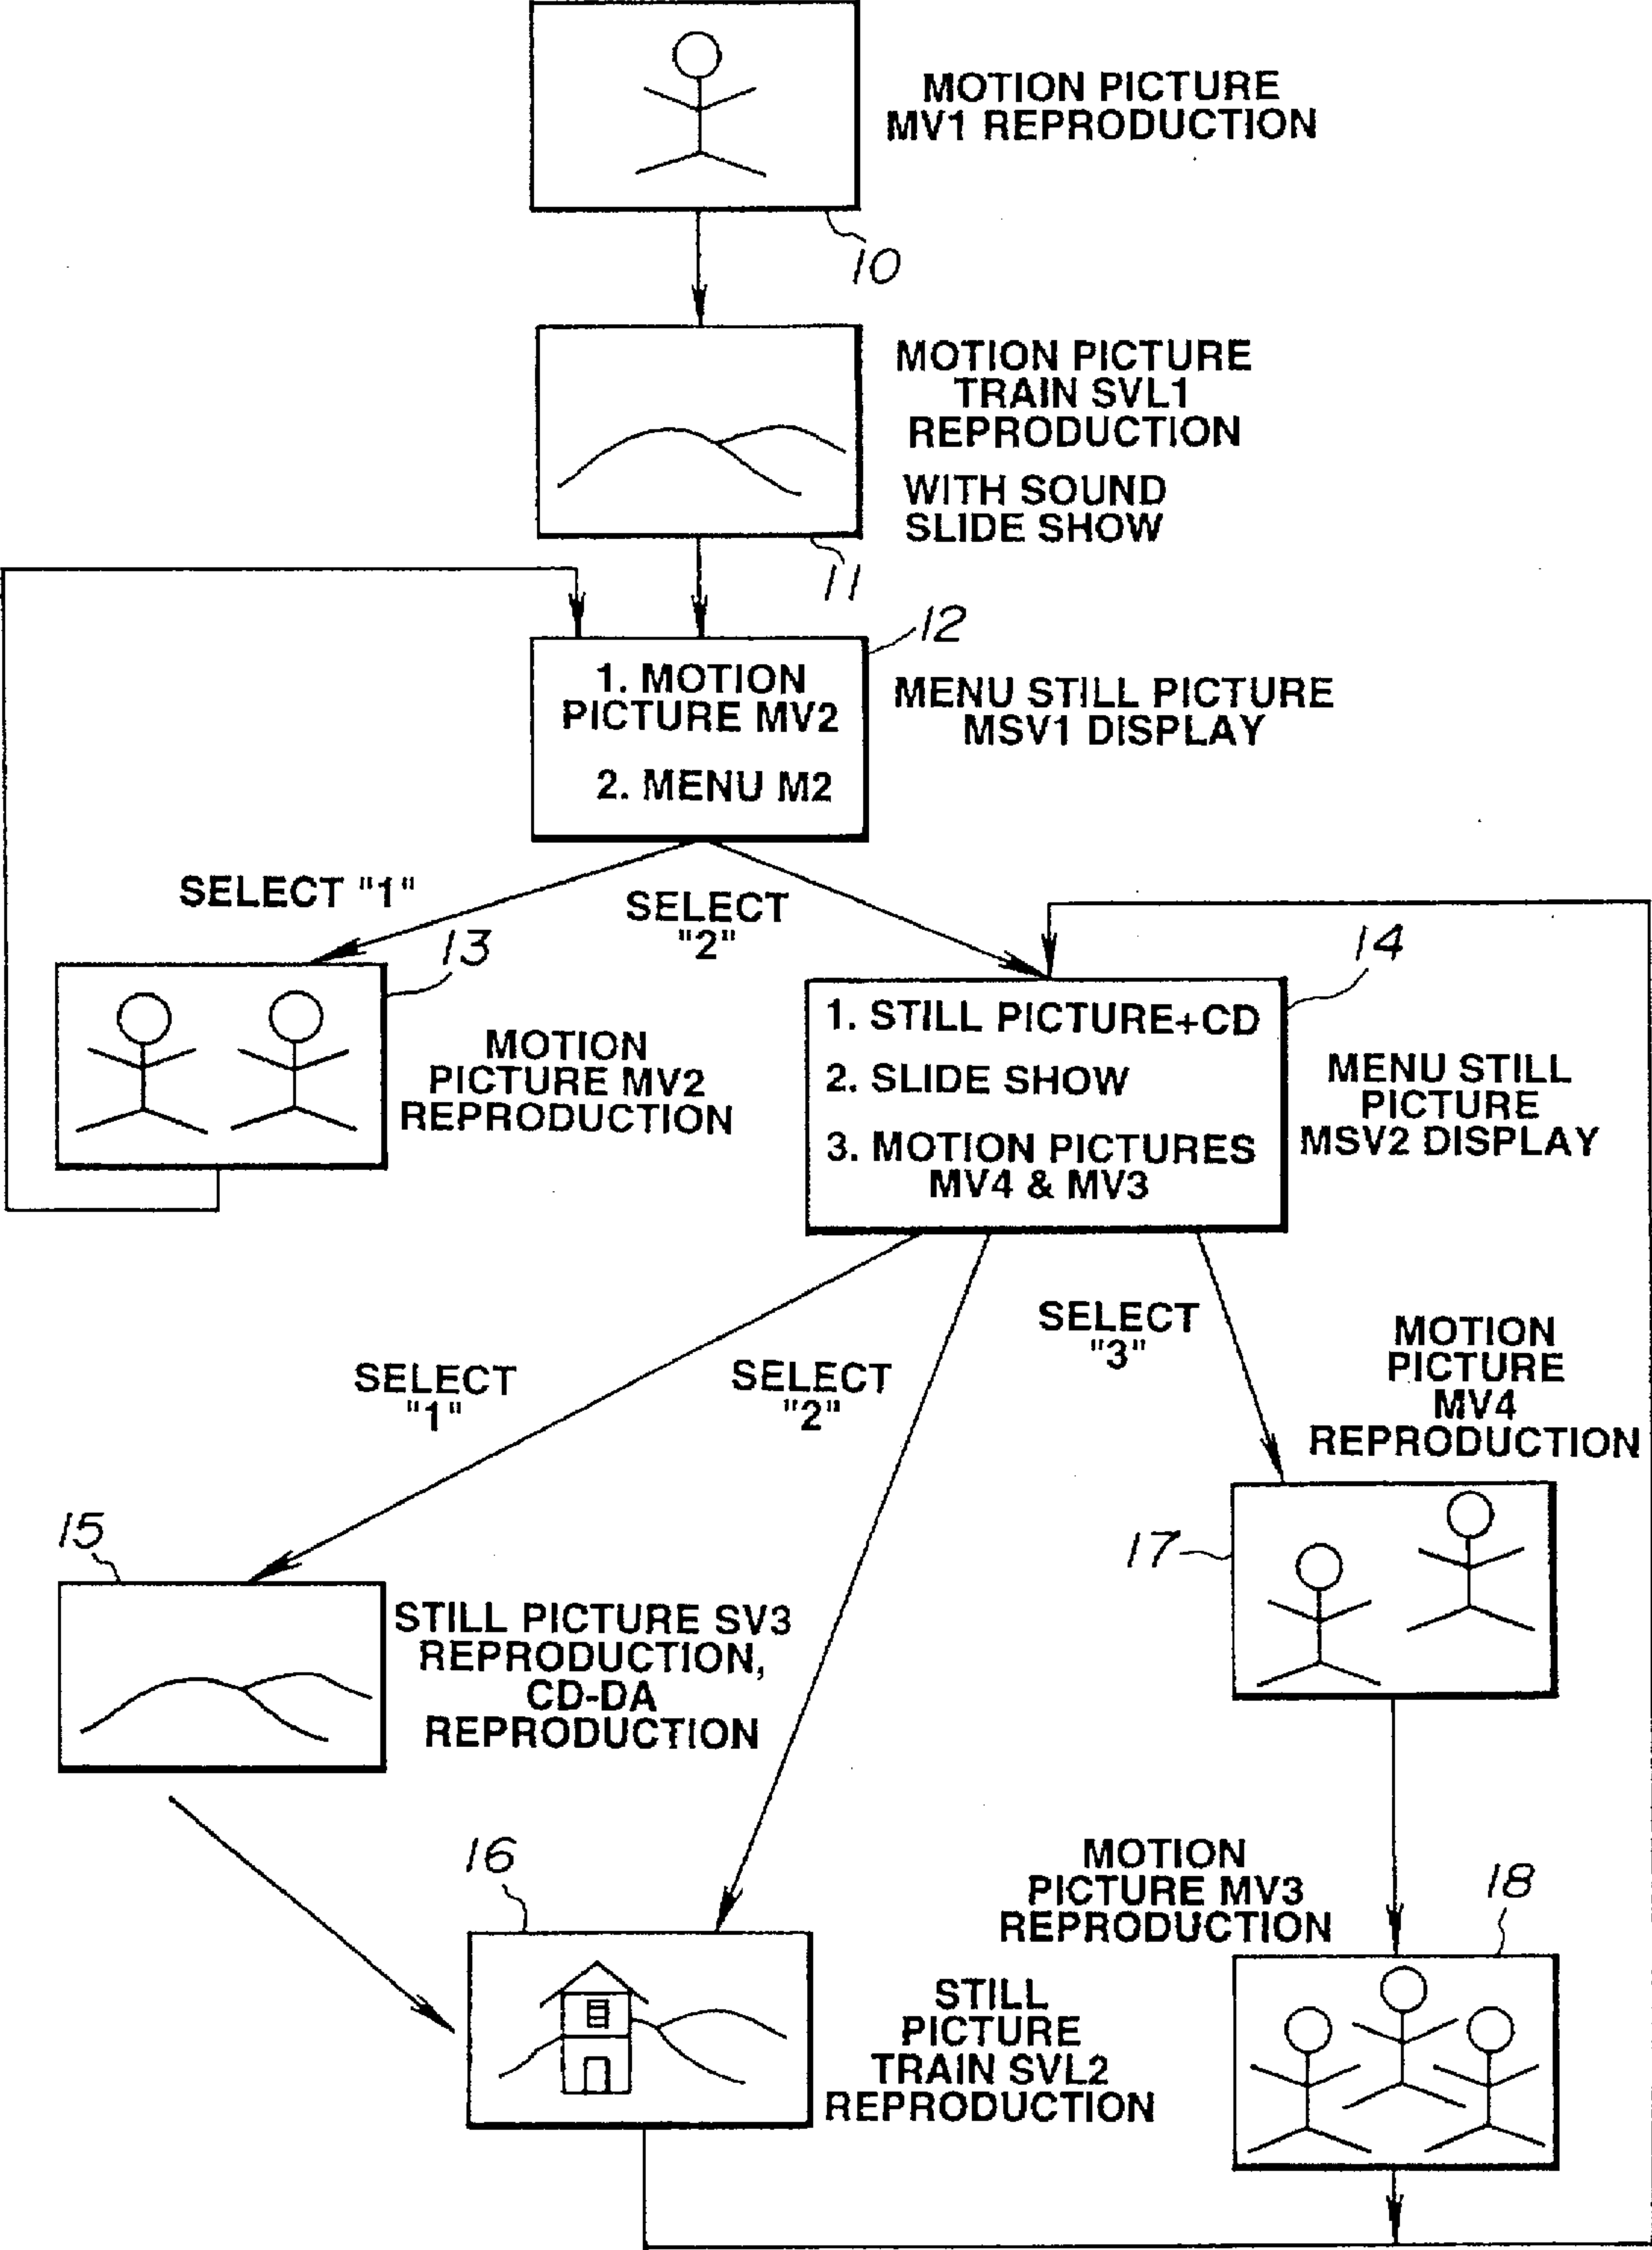 MOTION PICTURE
MV1 REPRODUCTION
10
MOTION PICTURE
TRAIN SVL1
REPRODUCTION
WITH SOUND
SLIDE SHOW
11
12
1. MOTION
PICTURE MV2
2. MENU M2
MENU STILL PICTURE
MSV1 DISPLAY
SELECT "1"
SELECT
"2"
13
MOTION
PICTURE MV2
REPRODUCTION
14
1. STILL PICTURE+CD
2. SLIDE SHOW
3. MOTION PICTURES
MV4 & MV3
MENU STILL
PICTURE
MSV2 DISPLAY
SELECT
"1"
SELECT
"2"
SELECT
"3"
MOTION
PICTURE
MV4
REPRODUCTION
15
STILL PICTURE SV3
REPRODUCTION,
CD-DA
REPRODUCTION
17
16
STILL
PICTURE
TRAIN SVL2
REPRODUCTION
MOTION
PICTURE MV3
REPRODUCTION
18